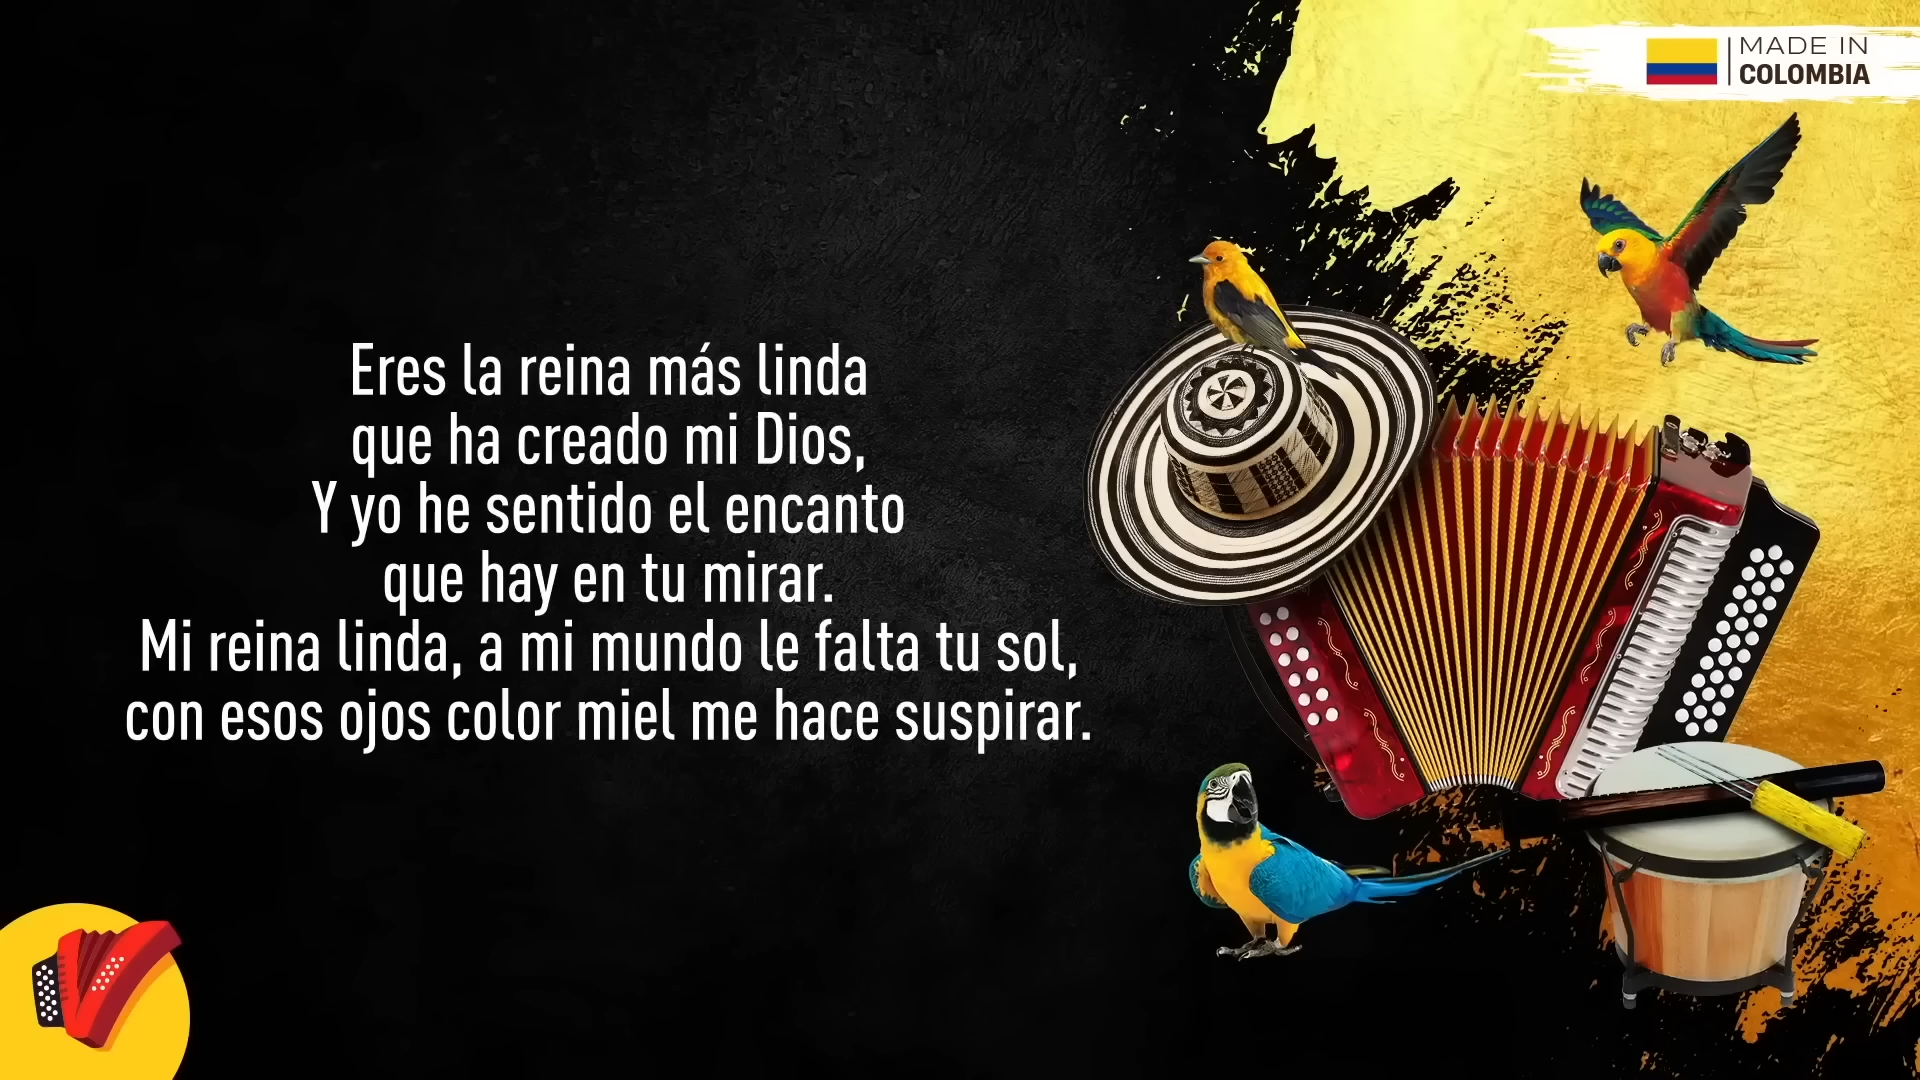 MADE IN
COLOMBIA
Eres la reina más linda
que ha creado mi Dios,
Y yo he sentido el encanto
que hay en tu mirar.
Mi reina linda, a mi mundo le falta tu sol,
con esos ojos color miel me hace suspirar.